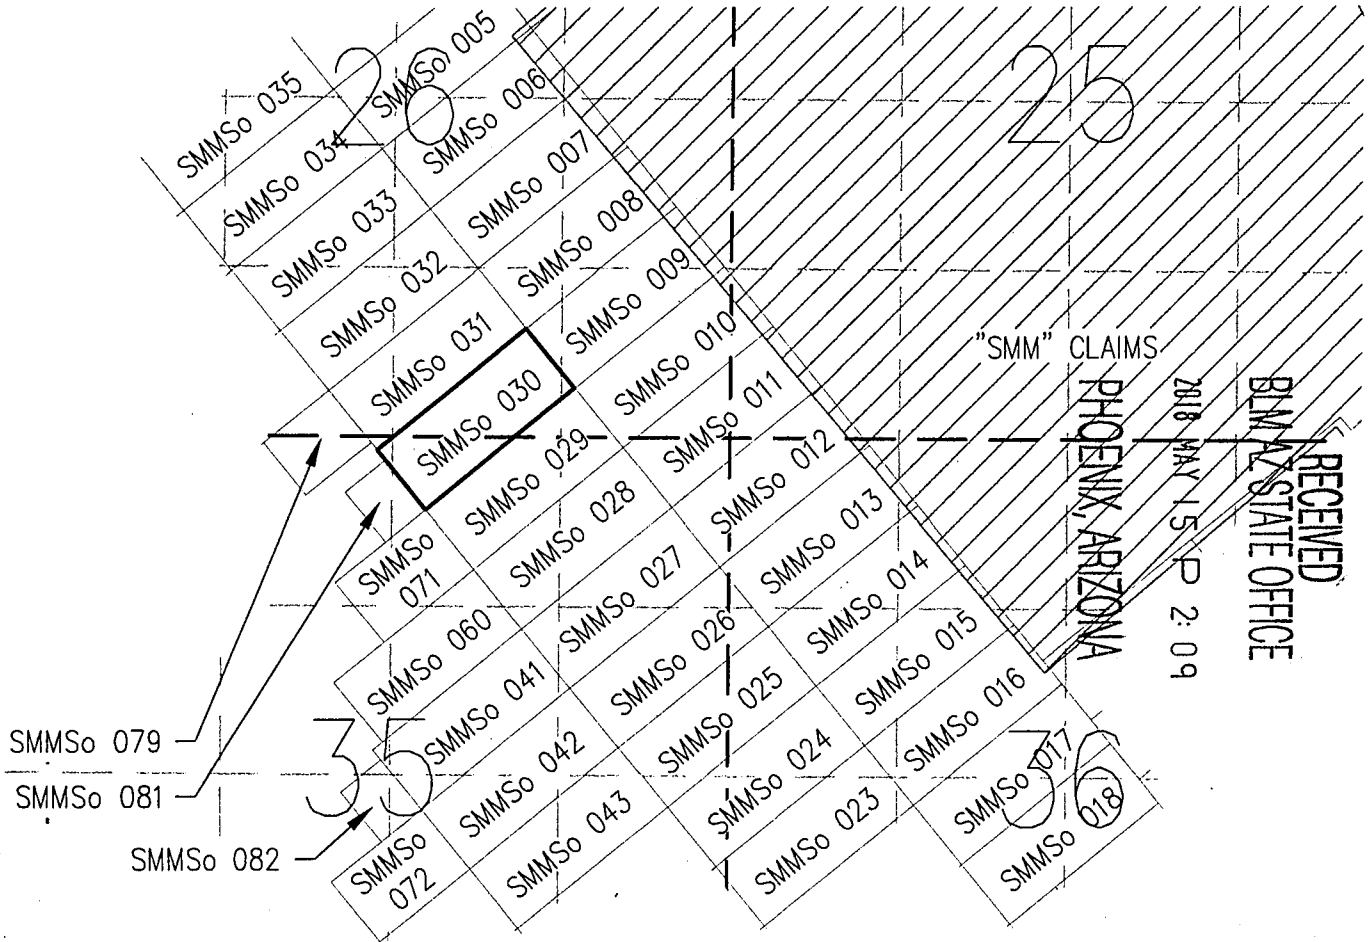 26
25
SMMSo 005
SMMSo 035
SMMSo 006
SMMSo 034
SMMSo 007
SMMSo 033
SMMSo 008
SMMSo 032
SMMSo 009
SMMSo 031
SMMSo 010
"SMM" CLAIMS
SMMSo 030
SMMSo 011
SMMSo 029
SMMSo 012
SMMSo 028
SMMSo 013
SMMSo
071
SMMSo 027
SMMSo 014
SMMSo 060
SMMSo 026
SMMSo 015
SMMSo 041
SMMSo 025
SMMSo 016
35
36
SMMSo 042
SMMSo 024
SMMSo 017
SMMSo 043
SMMSo 023
SMMSo 018
SMMSo
072
SMMSo 079
SMMSo 081
SMMSo 082
RECEIVED
BLM AZ STATE OFFICE
2018 MAY 15 P 2:09
PHOENIX, ARIZONA